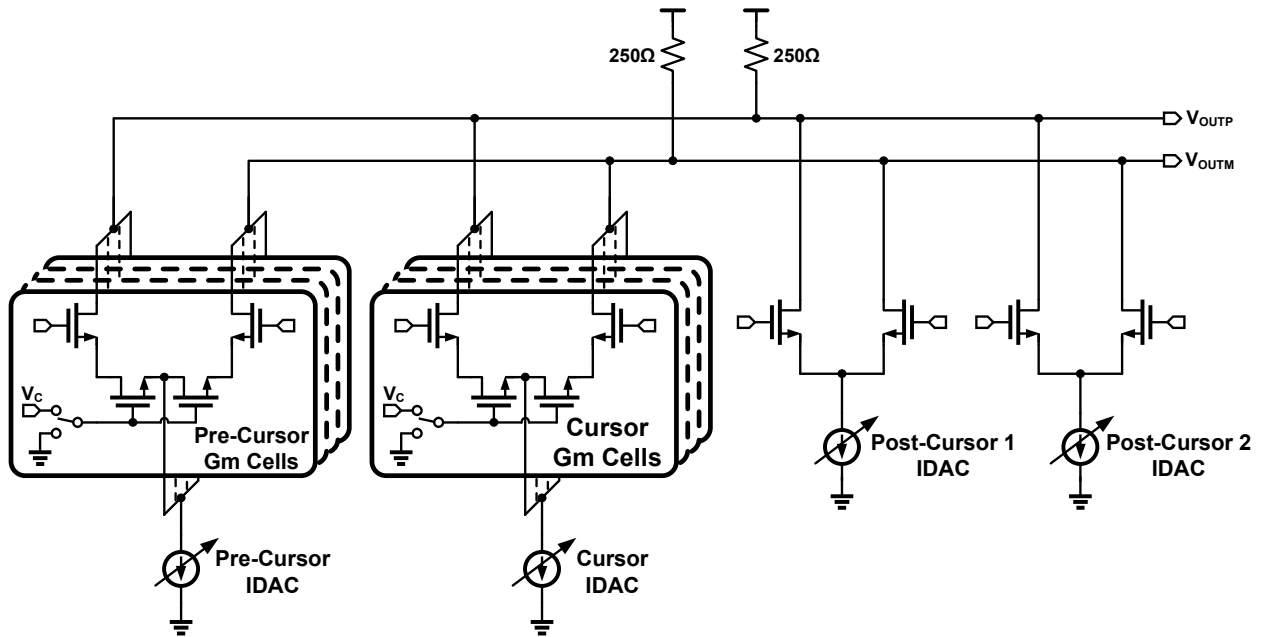 250Ω
250Ω
VOUTP
VOUTM
VC
Pre-Cursor
Gm Cells
VC
Cursor
Gm Cells
Post-Cursor 1
IDAC
Post-Cursor 2
IDAC
Pre-Cursor
IDAC
Cursor
IDAC